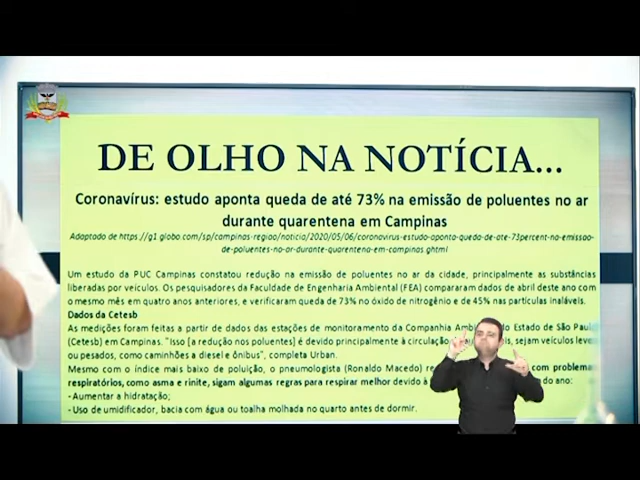 DE OLHO NA NOTÍCIA...
Coronavírus: estudo aponta queda de até 73% na emissão de poluentes no ar
durante quarentena em Campinas
Adaptado de https://g1.globo.com/sp/campinas-regiao/noticia/2020/05/06/coronavirus-estudo-aponta-queda-de-ate-73percent-na-emissao-
-de-poluentes-no-ar-durante-quarentena-em-campinas.ghtml
Um estudo da PUC Campinas constatou redução na emissão de poluentes no ar da cidade, principalmente as substâncias
liberadas por veículos. Os pesquisadores da Faculdade de Engenharia Ambiental (FEA) compararam dados de abril deste ano com
o mesmo mês em quatro anos anteriores, e verificaram queda de 73% no óxido de nitrogênio e de 45% nas partículas inaláveis.
Dados da Cetesb
As medições foram feitas a partir de dados das estações de monitoramento da Companhia do Estado de São Paul
(Cetesb) em Campinas. "Isso [a redução nos poluentes] é devido principalmente à circulação sejam veículos leve
ou pesados, como caminhões a diesel e ônibus", completa Urban.
Mesmo com o índice mais baixo de poluição, o pneumologista (Ronaldo Macedo) com problema
respiratórios, como asma e rinite, sigam algumas regras para respirar melhor devido do ano:
- Aumentar a hidratação;
- Uso de umidificador, bacia com água ou toalha molhada no quarto antes de dormir.